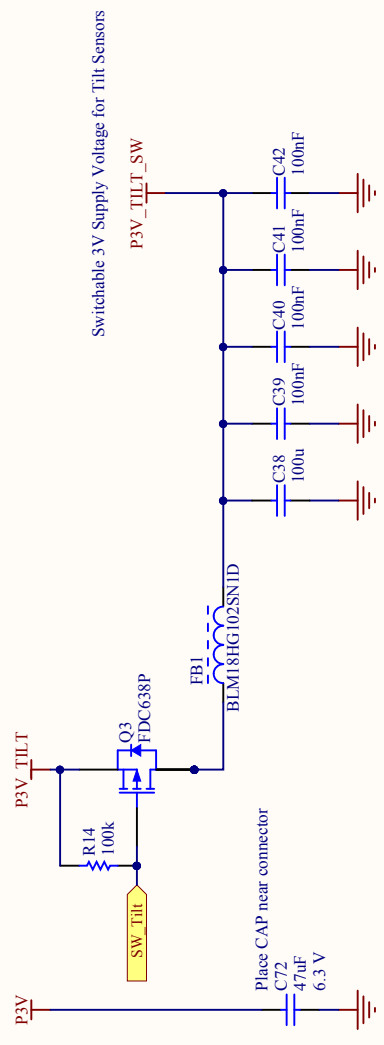 Switchable 3V Supply Voltage for Tilt Sensors
P3V
P3V_TILT
P3V_TILT_SW
R14
100k
Q3
FDC638P
SW_Tilt
FB1
BLM18HG102SN1D
C38
100u
C39
100nF
C40
100nF
C41
100nF
C42
100nF
Place CAP near connector
C72
47uF
6.3 V